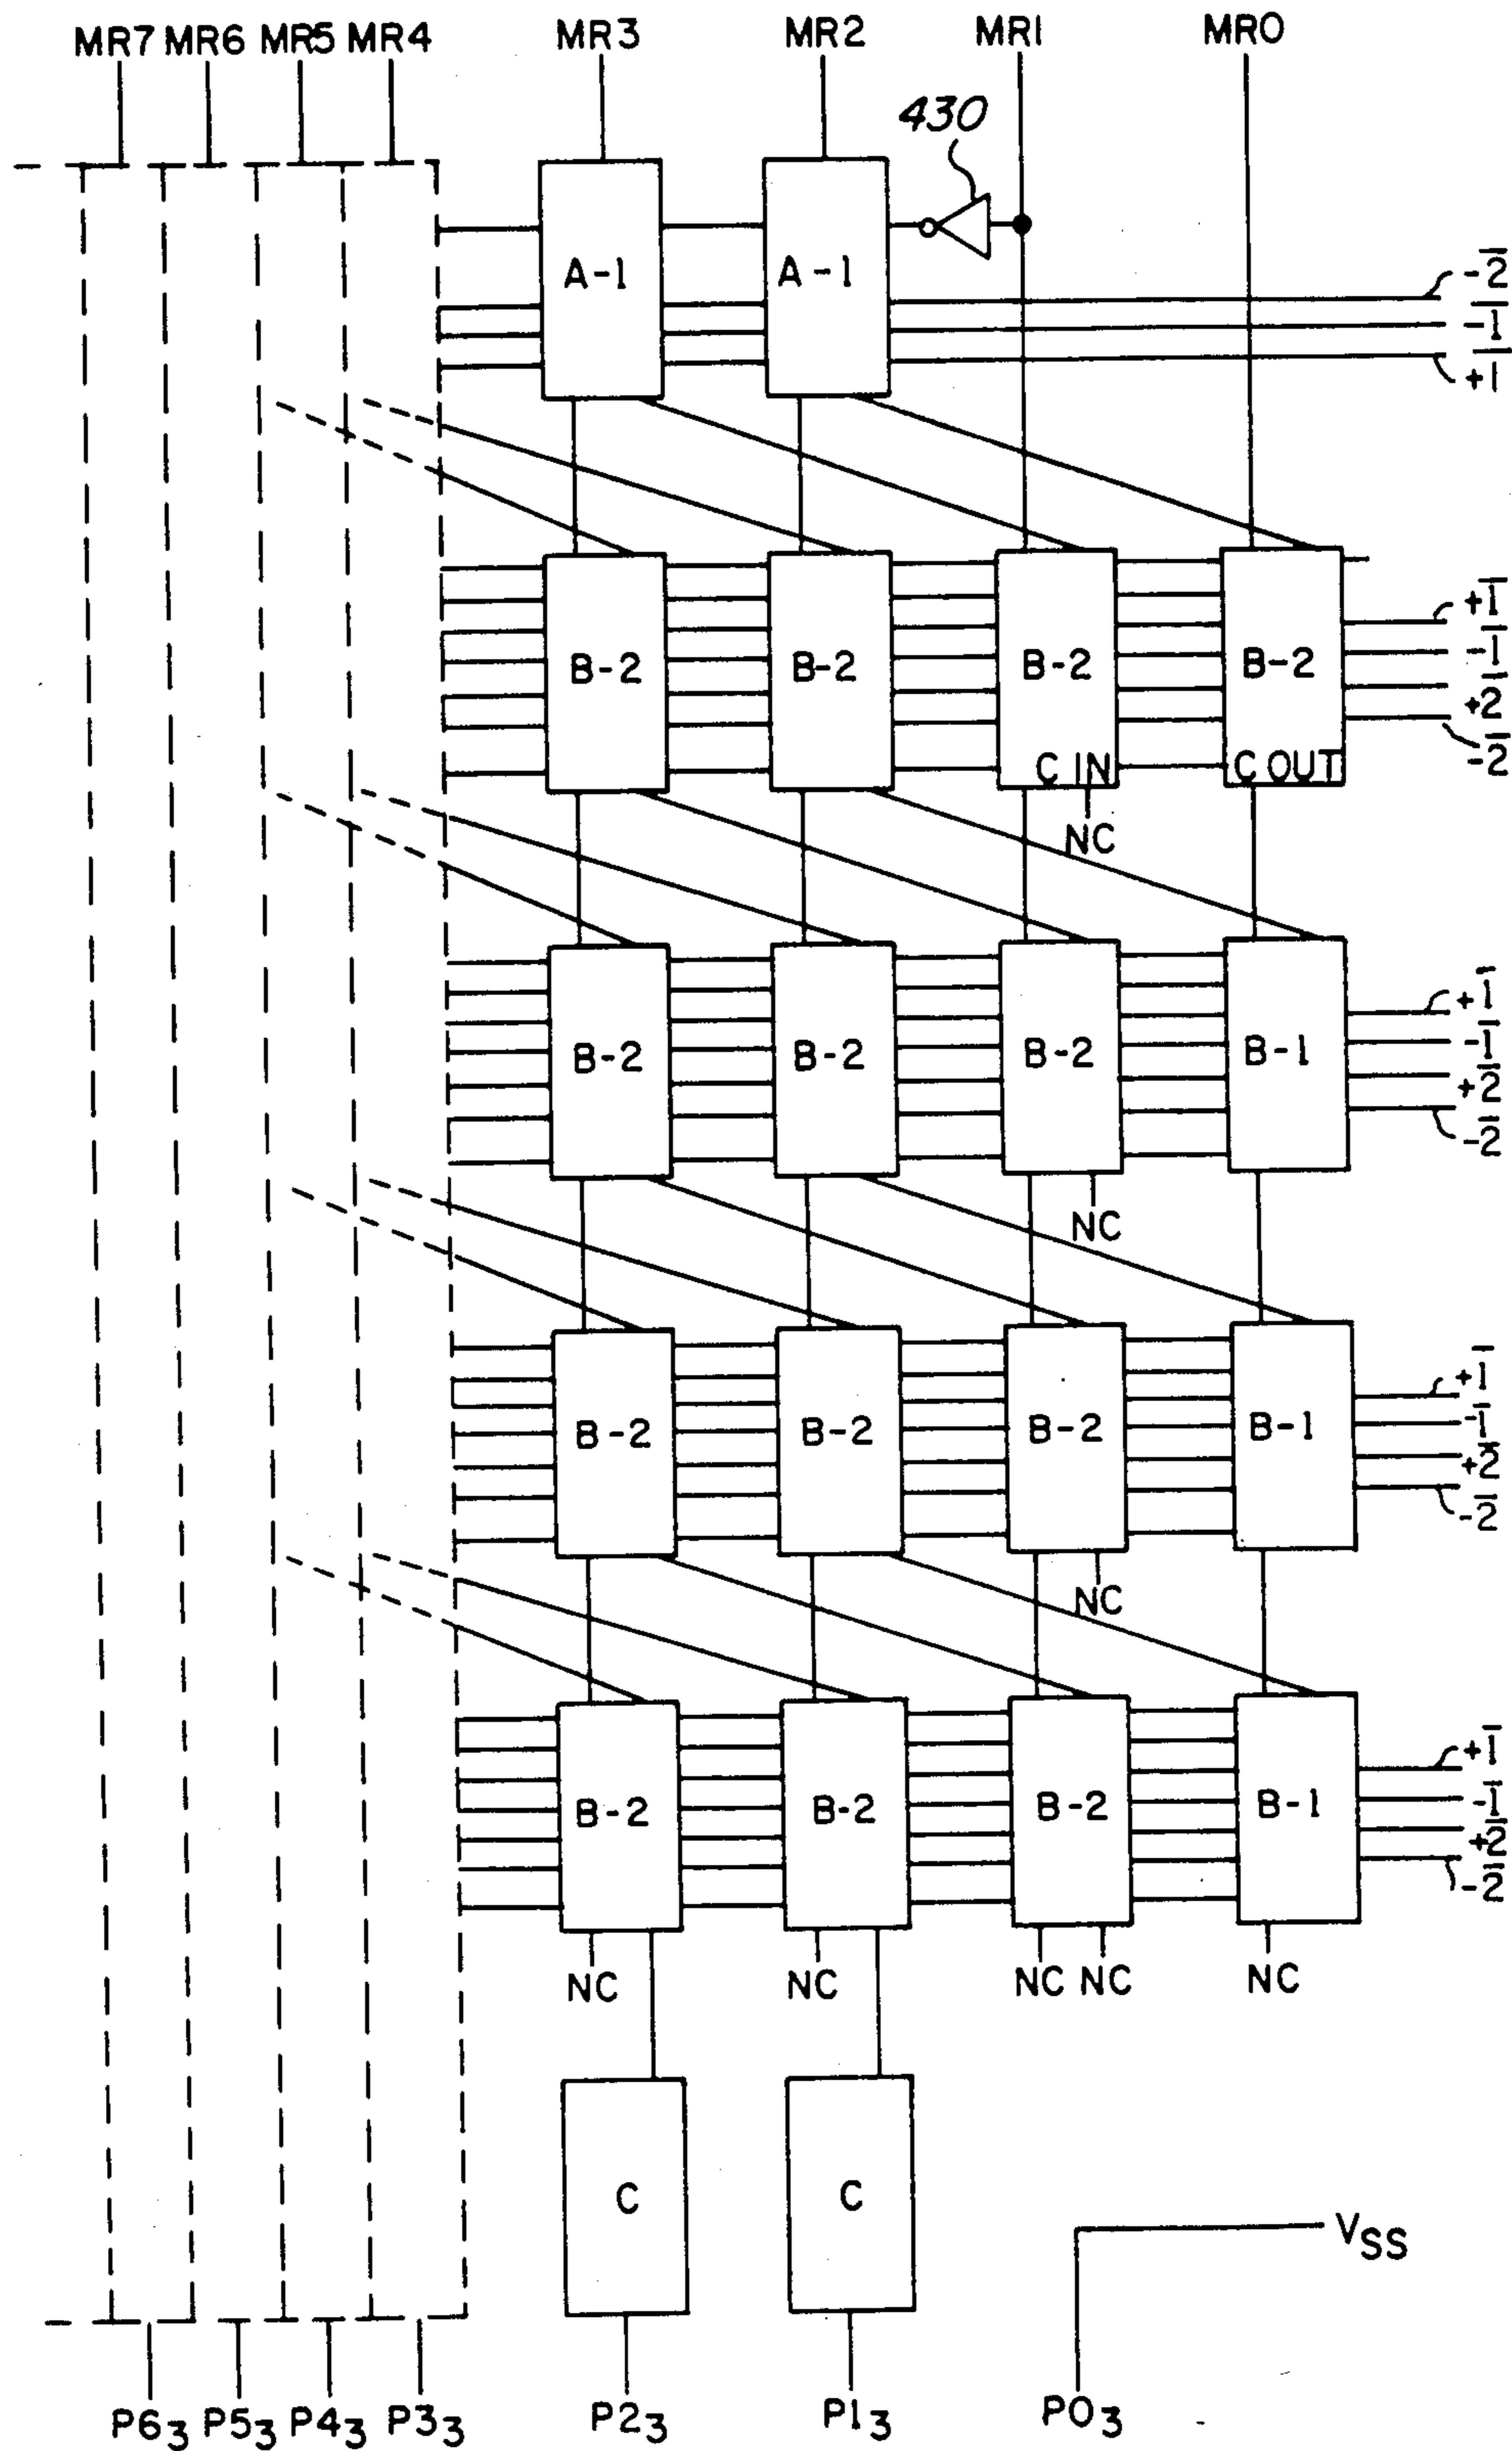 MR7 MR6 MR5 MR4 MR3 MR2 MR1 MR0
430
A-1 A-1
-2̅
-1̅
+1̅
B-2 B-2 B-2 B-2
+1̅
-1̅
+2̅
-2̅
C IN C OUT
NC
B-2 B-2 B-2 B-1
+1̅
-1̅
+2̅
-2̅
NC
B-2 B-2 B-2 B-1
+1̅
-1̅
+2̅
-2̅
NC
B-2 B-2 B-2 B-1
+1̅
-1̅
+2̅
-2̅
NC NC NC NC NC
C C
VSS
P6₃ P5₃ P4₃ P3₃ P2₃ P1₃ P0₃